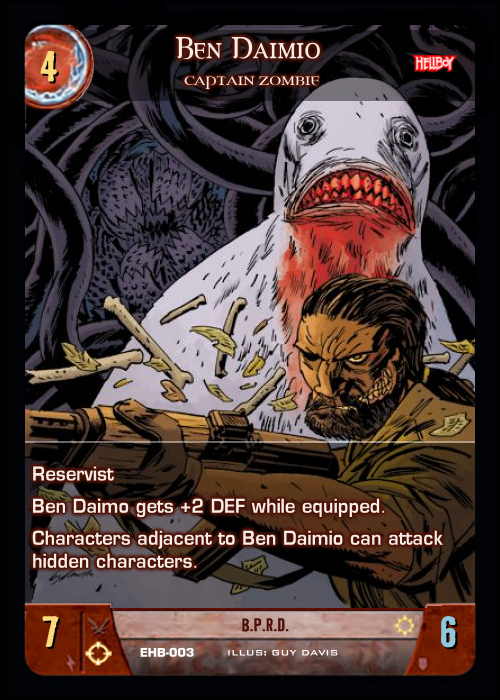 4
BEN DAIMIO
CAPTAIN ZOMBIE
HELLBOY
Reservist
Ben Daimo gets +2 DEF while equipped.
Characters adjacent to Ben Daimio can attack
hidden characters.
7
B.P.R.D.
6
EHB-003 ILLUS: GUY DAVIS